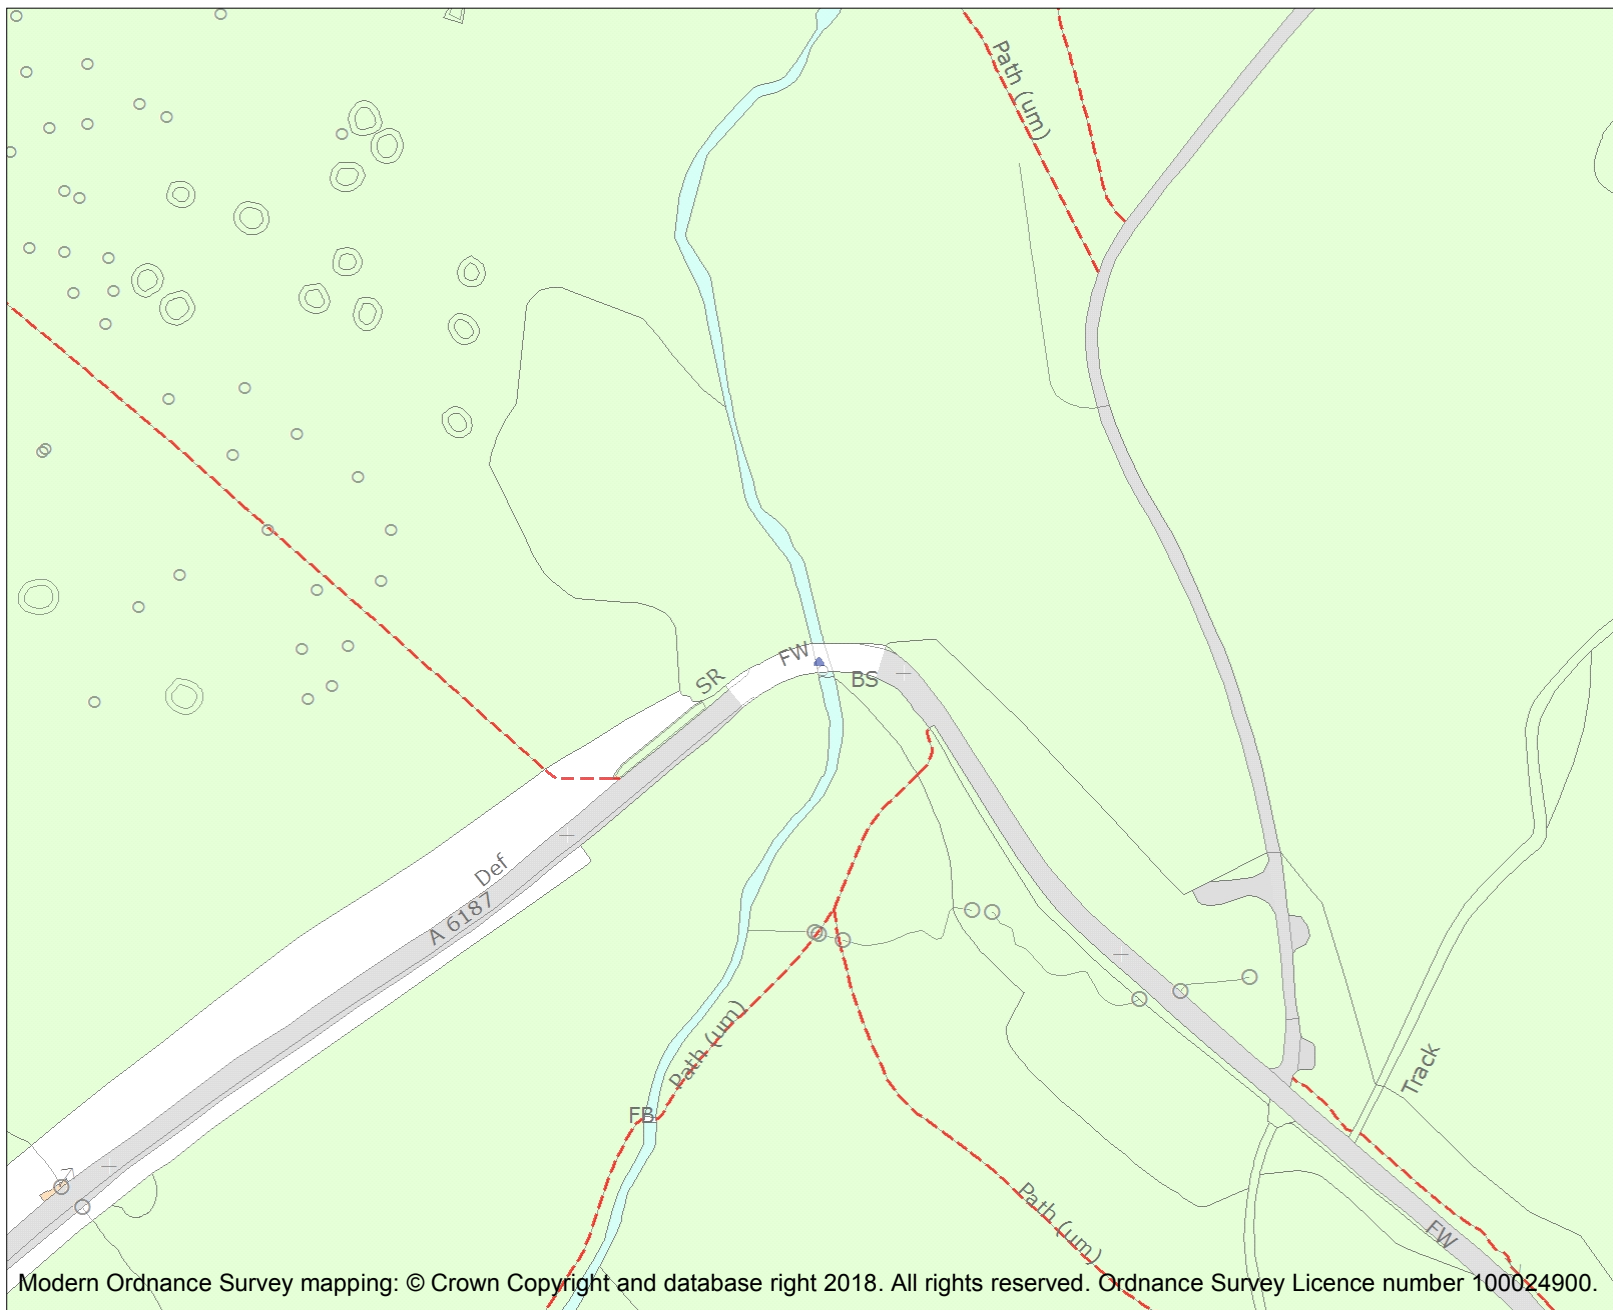 Path (um)
FW
SR
BS
Def
A 6187
Path (um)
Track
FB
Path (um)
FW
Modern Ordnance Survey mapping: © Crown Copyright and database right 2018. All rights reserved. Ordnance Survey Licence number 100024900.